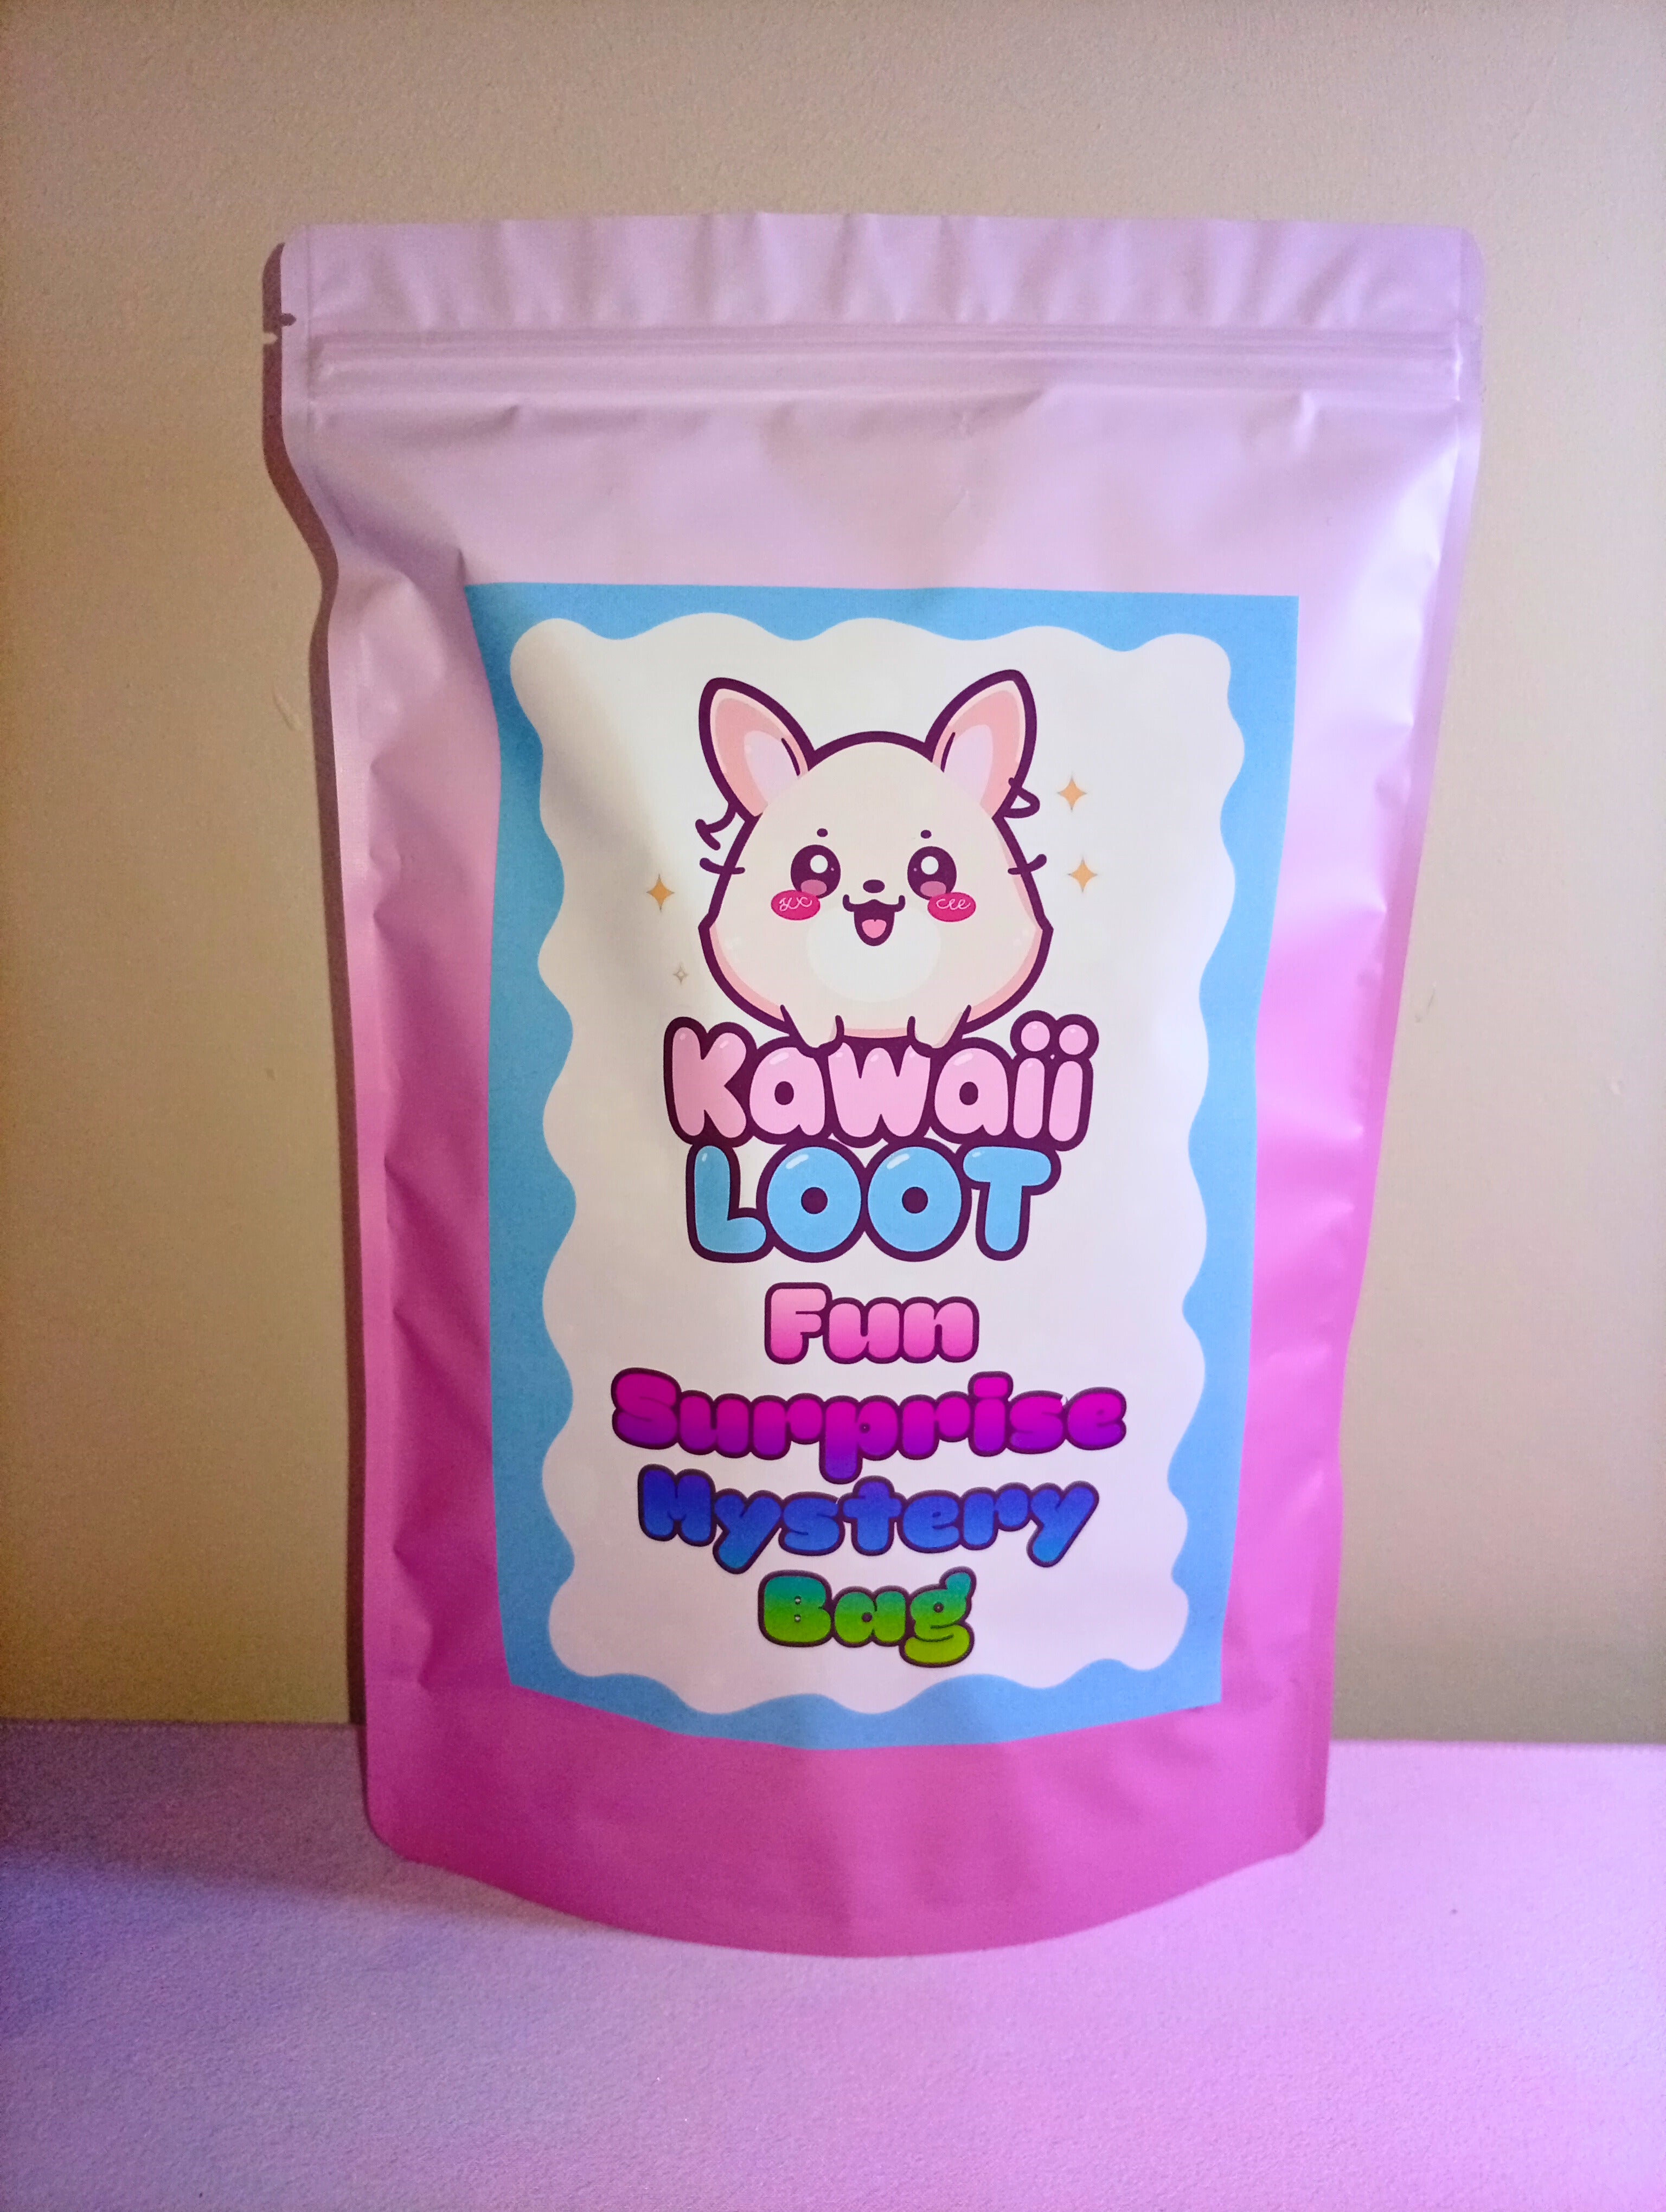 Kawaii
LOOT
Fun
Surprise
Mystery
Bag